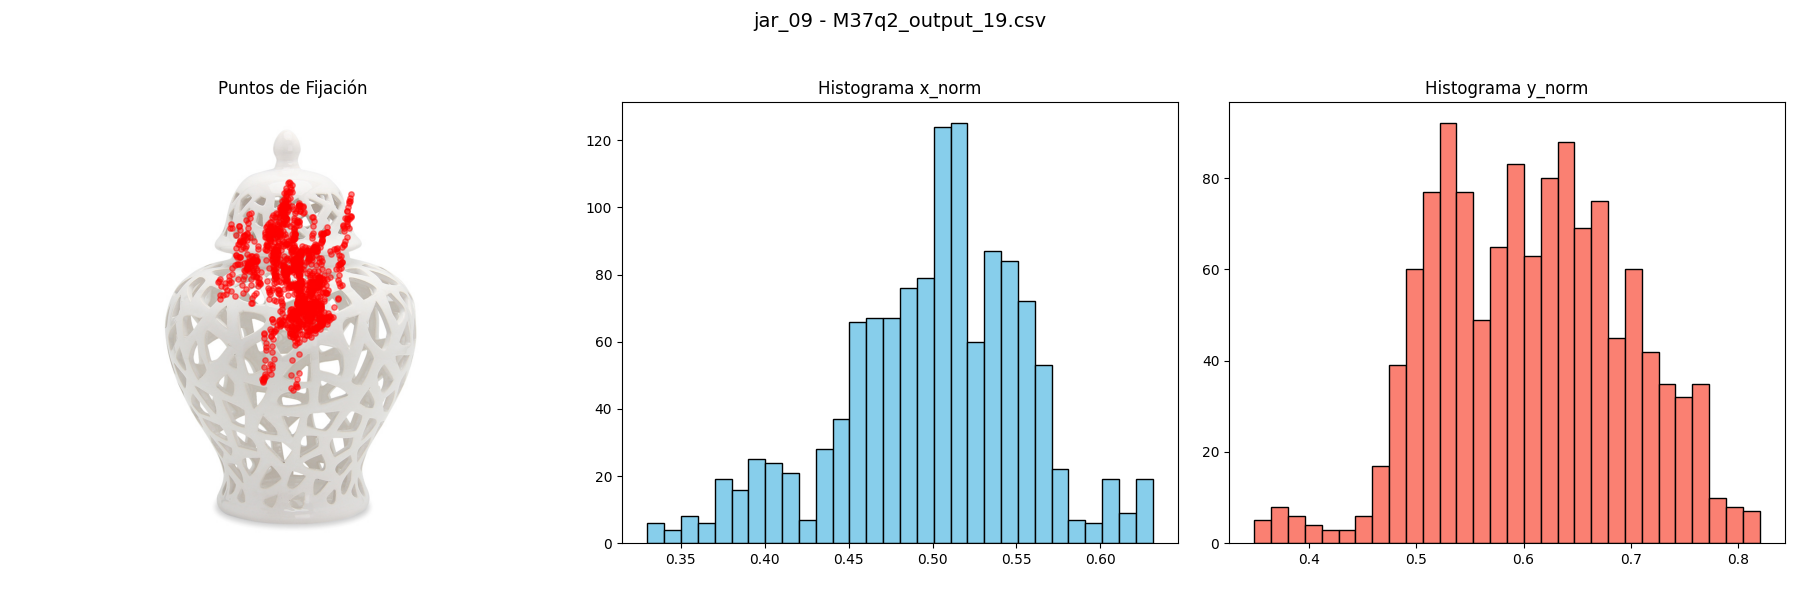 jar_09 - M37q2_output_19.csv
Puntos de Fijación
Histograma x_norm
Histograma y_norm
120
100
80
60
40
20
0
0.35 0.40 0.45 0.50 0.55 0.60
80
60
40
20
0
0.4 0.5 0.6 0.7 0.8